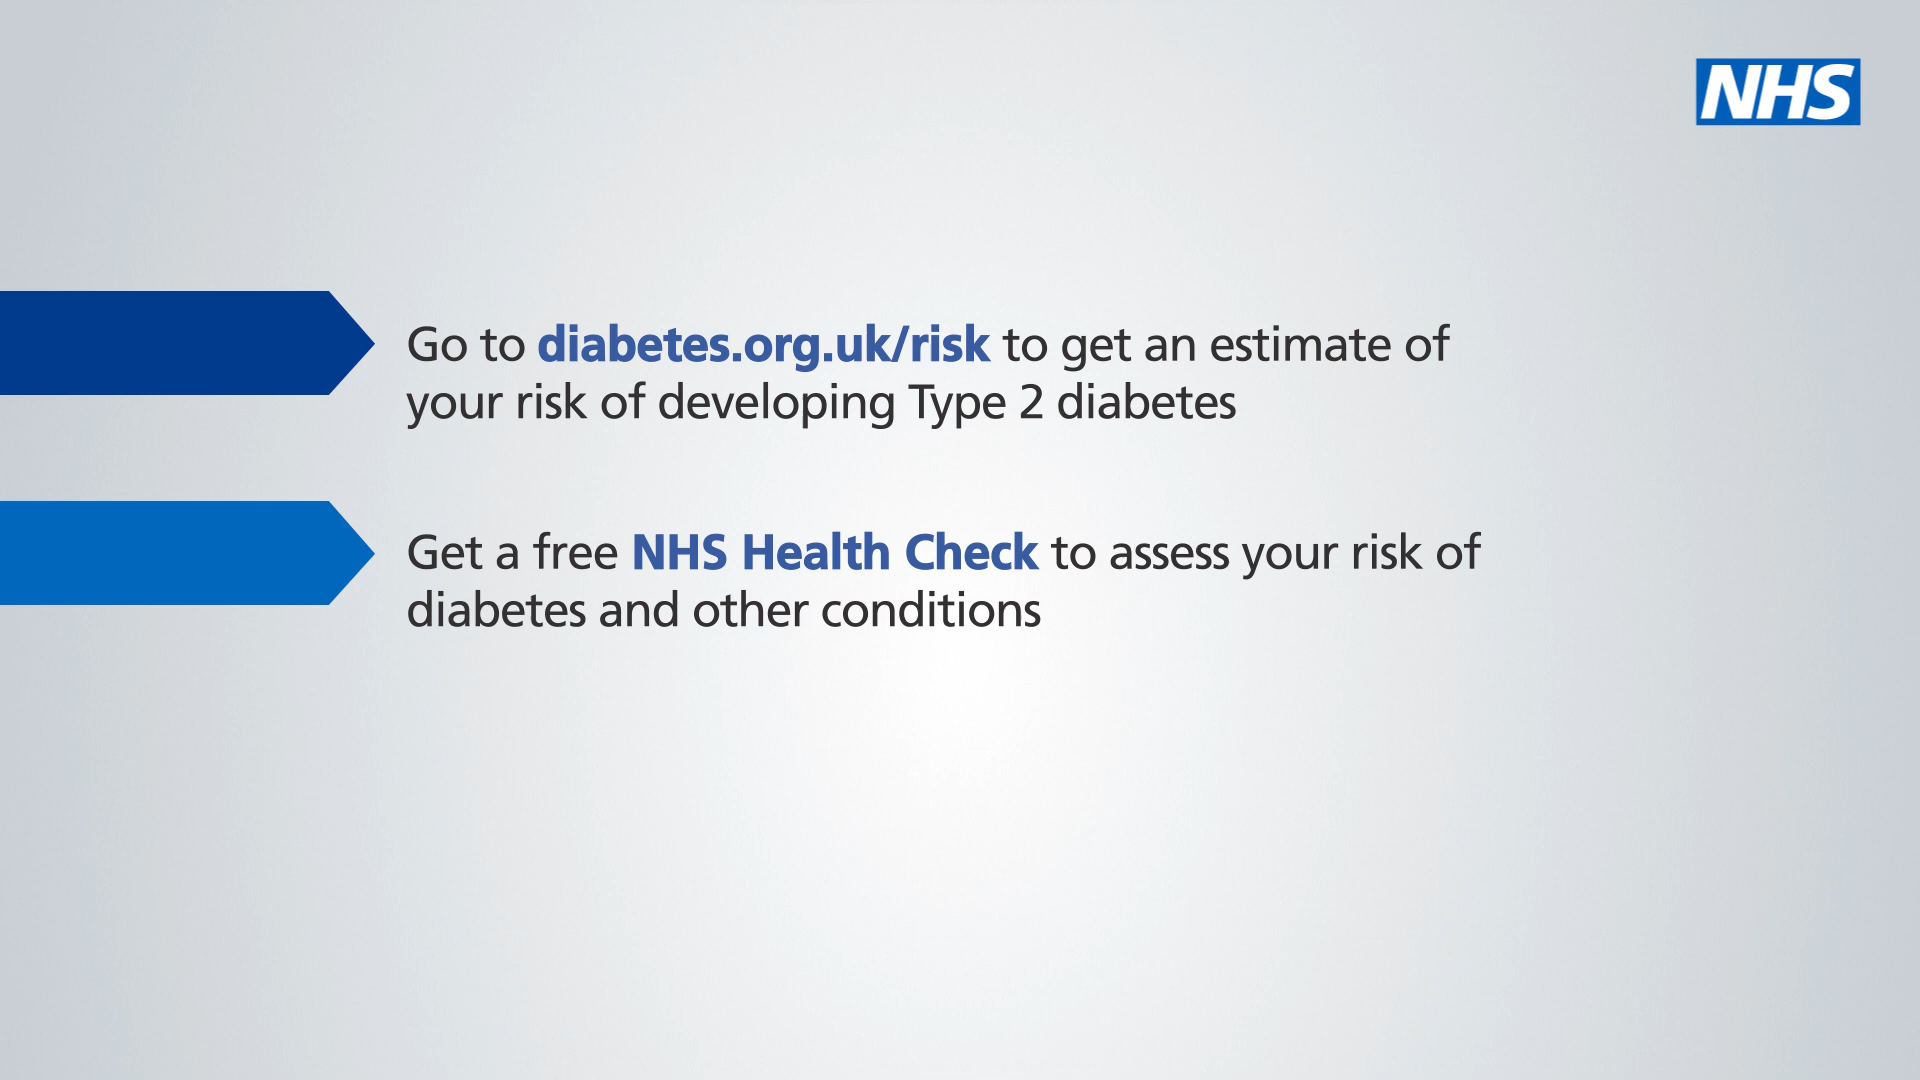 NHS
Go to diabetes.org.uk/risk to get an estimate of
your risk of developing Type 2 diabetes
Get a free NHS Health Check to assess your risk of
diabetes and other conditions